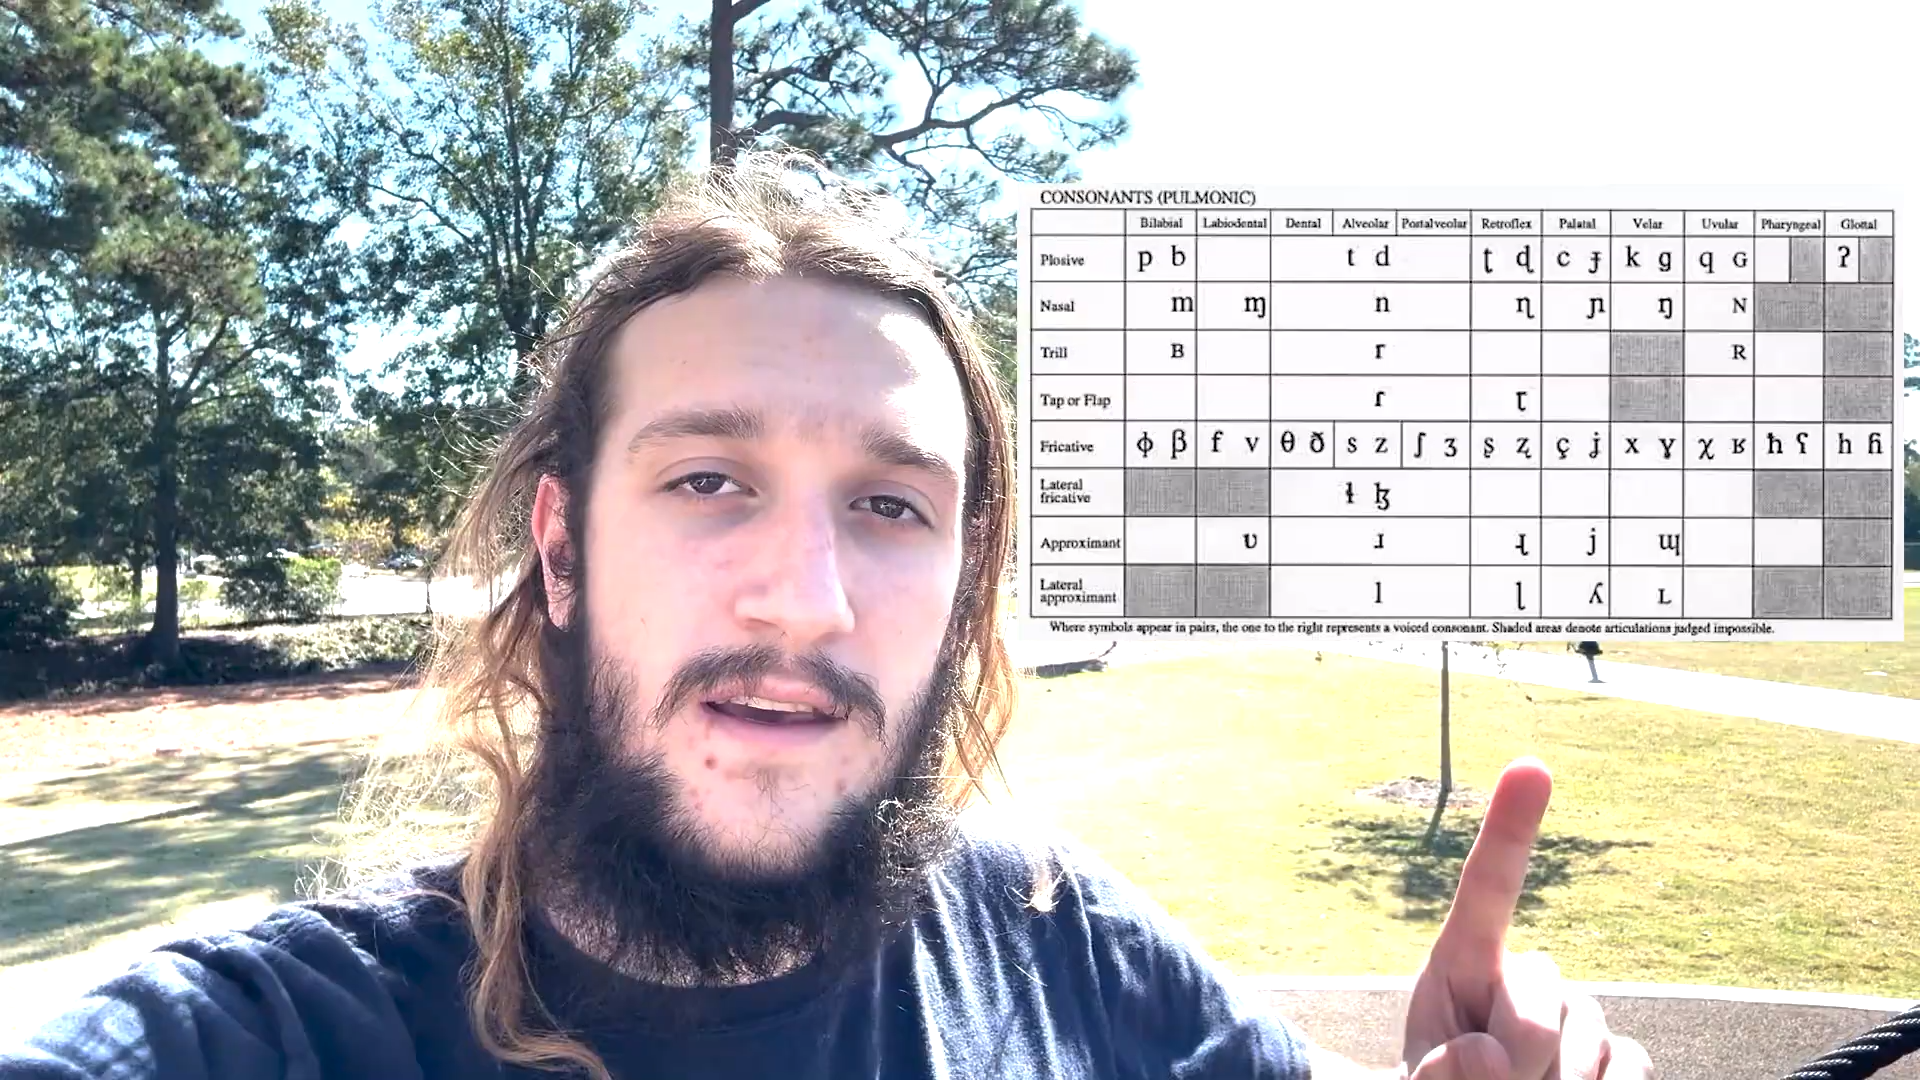 CONSONANTS (PULMONIC)
Bilabial Labiodental Dental Alveolar Postalveolar Retroflex Palatal Velar Uvular Pharyngeal Glottal
Plosive p b t d ʈ ɖ c ɟ k g q ɢ ʔ
Nasal m ɱ n ɳ ɲ ŋ ɴ
Trill ʙ r ʀ
Tap or Flap ɾ ɽ
Fricative ɸ β f v θ ð s z ʃ ʒ ʂ ʐ ç ʝ x ɣ χ ʁ ħ ʕ h ɦ
Lateral
fricative ɬ ɮ
Approximant ʋ ɹ ɻ j ɰ
Lateral
approximant l ɭ ʎ ʟ
Where symbols appear in pairs, the one to the right represents a voiced consonant. Shaded areas denote articulations judged impossible.